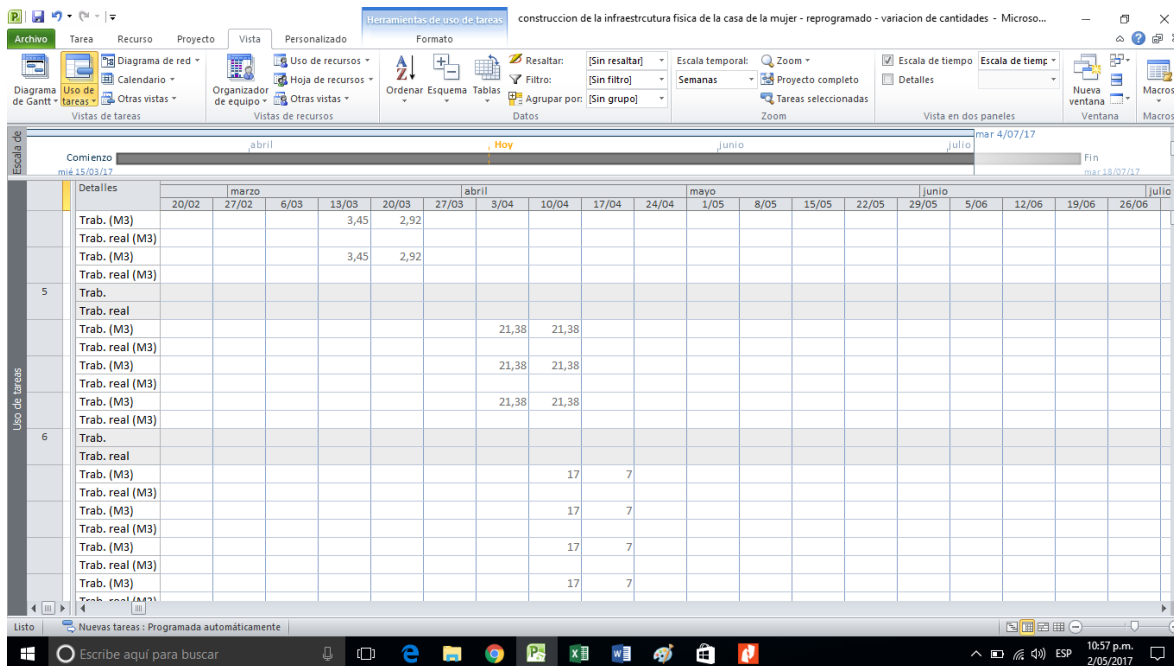 Herramientas de uso de tareas construccion de la infraestrcutura fisica de la casa de la mujer - reprogramado - variacion de cantidades - Microso...
Archivo Tarea Recurso Proyecto Vista Personalizado Formato
Diagrama de Gantt
Uso de tareas
Diagrama de red
Calendario
Otras vistas
Vistas de tareas
Organizador de equipo
Uso de recursos
Hoja de recursos
Otras vistas
Vistas de recursos
Ordenar Esquema Tablas
Resaltar: [Sin resaltar]
Filtro: [Sin filtro]
Agrupar por: [Sin grupo]
Datos
Escala temporal:
Semanas
Zoom
Proyecto completo
Tareas seleccionadas
Zoom
Escala de tiempo Escala de tiemp
Detalles
Vista en dos paneles
Nueva ventana
Ventana
Macros
Macros
Escala de
mar 4/07/17
abril Hoy junio julio
Comienzo
mié 15/03/17
Fin
mar 18/07/17
Uso de tareas
Detalles marzo abril mayo junio julio
20/02 27/02 6/03 13/03 20/03 27/03 3/04 10/04 17/04 24/04 1/05 8/05 15/05 22/05 29/05 5/06 12/06 19/06 26/06
Trab. (M3) 3,45 2,92
Trab. real (M3)
Trab. (M3) 3,45 2,92
Trab. real (M3)
5 Trab.
Trab. real
Trab. (M3) 21,38 21,38
Trab. real (M3)
Trab. (M3) 21,38 21,38
Trab. real (M3)
Trab. (M3) 21,38 21,38
Trab. real (M3)
6 Trab.
Trab. real
Trab. (M3) 17 7
Trab. real (M3)
Trab. (M3) 17 7
Trab. real (M3)
Trab. (M3) 17 7
Trab. real (M3)
Trab. (M3) 17 7
Trab. real (M3)
Listo Nuevas tareas : Programada automáticamente
Escribe aquí para buscar
ESP 10:57 p.m.
2/05/2017